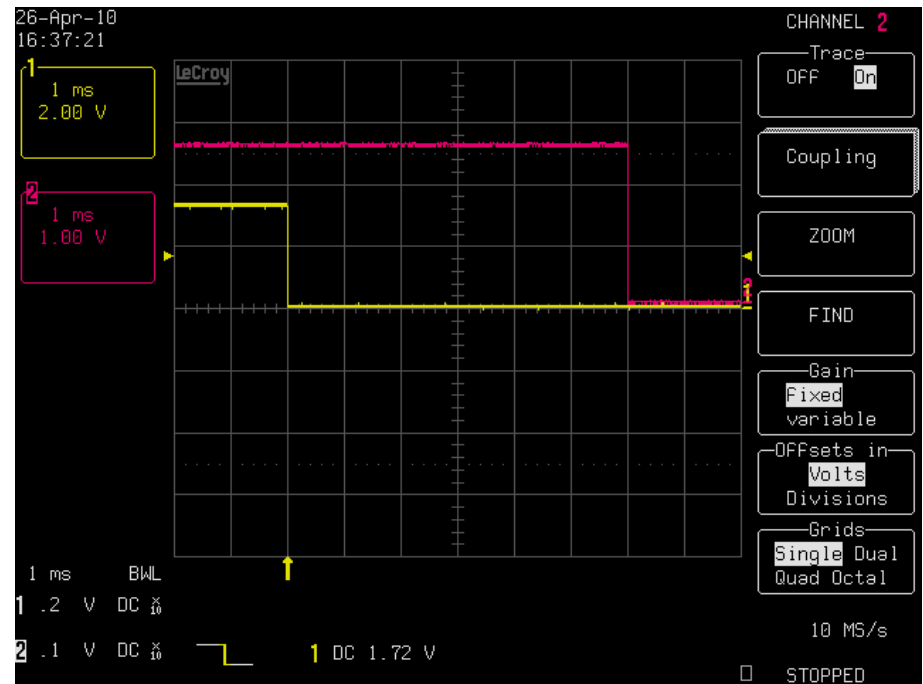 26-Apr-10
16:37:21
1
1 ms
2.00 V
2
1 ms
1.00 V
LeCroy
1
CHANNEL 2
Trace
OFF On
Coupling
ZOOM
FIND
Gain
Fixed
variable
OFFsets in
Volts
Divisions
Grids
Single Dual
Quad Octal
1 ms BWL
1 .2 V DC X10
2 .1 V DC X10
1 DC 1.72 V
10 MS/s
STOPPED